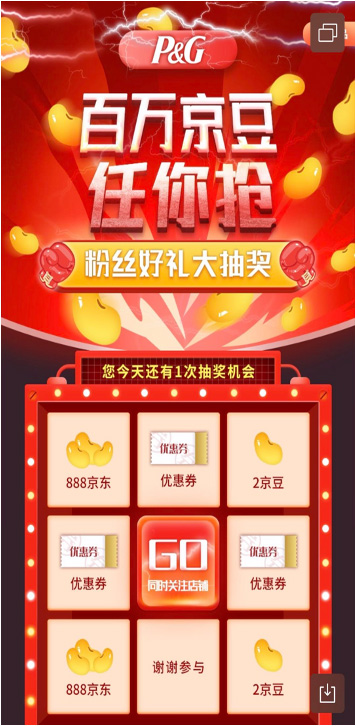 P&G
百万京豆
任你抢
粉丝好礼大抽奖
您今天还有1次抽奖机会
888京东
优惠券
优惠券
2京豆
优惠券
优惠券
GO
同时关注店铺
优惠券
优惠券
888京东
谢谢参与
2京豆